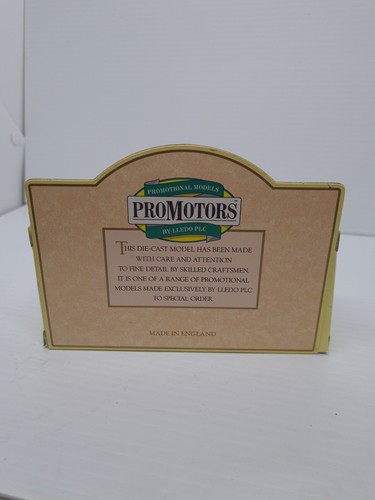 PROMOTIONAL MODELS
PROMOTORS
BY LLEDO PLC
THIS DIE-CAST MODEL HAS BEEN MADE
WITH CARE AND ATTENTION
TO FINE DETAIL BY SKILLED CRAFTSMEN
IT IS ONE OF A RANGE OF PROMOTIONAL
MODELS MADE EXCLUSIVELY BY LLEDO PLC
TO SPECIAL ORDER.
MADE IN ENGLAND